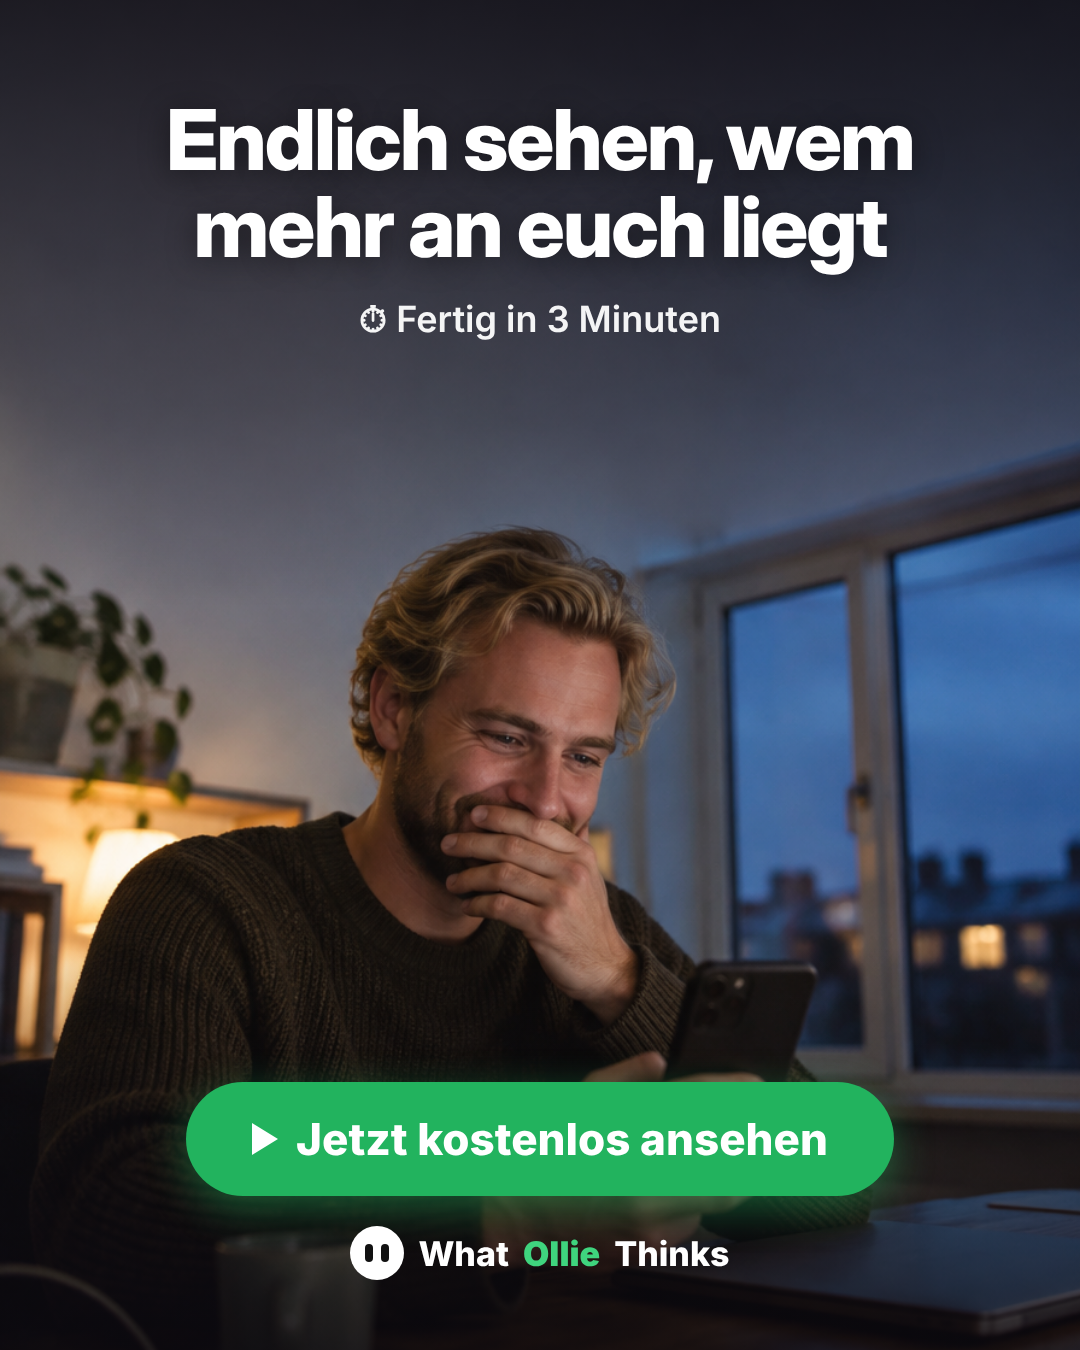 Endlich sehen, wem
mehr an euch liegt
⏱ Fertig in 3 Minuten
▶ Jetzt kostenlos ansehen
What Ollie Thinks